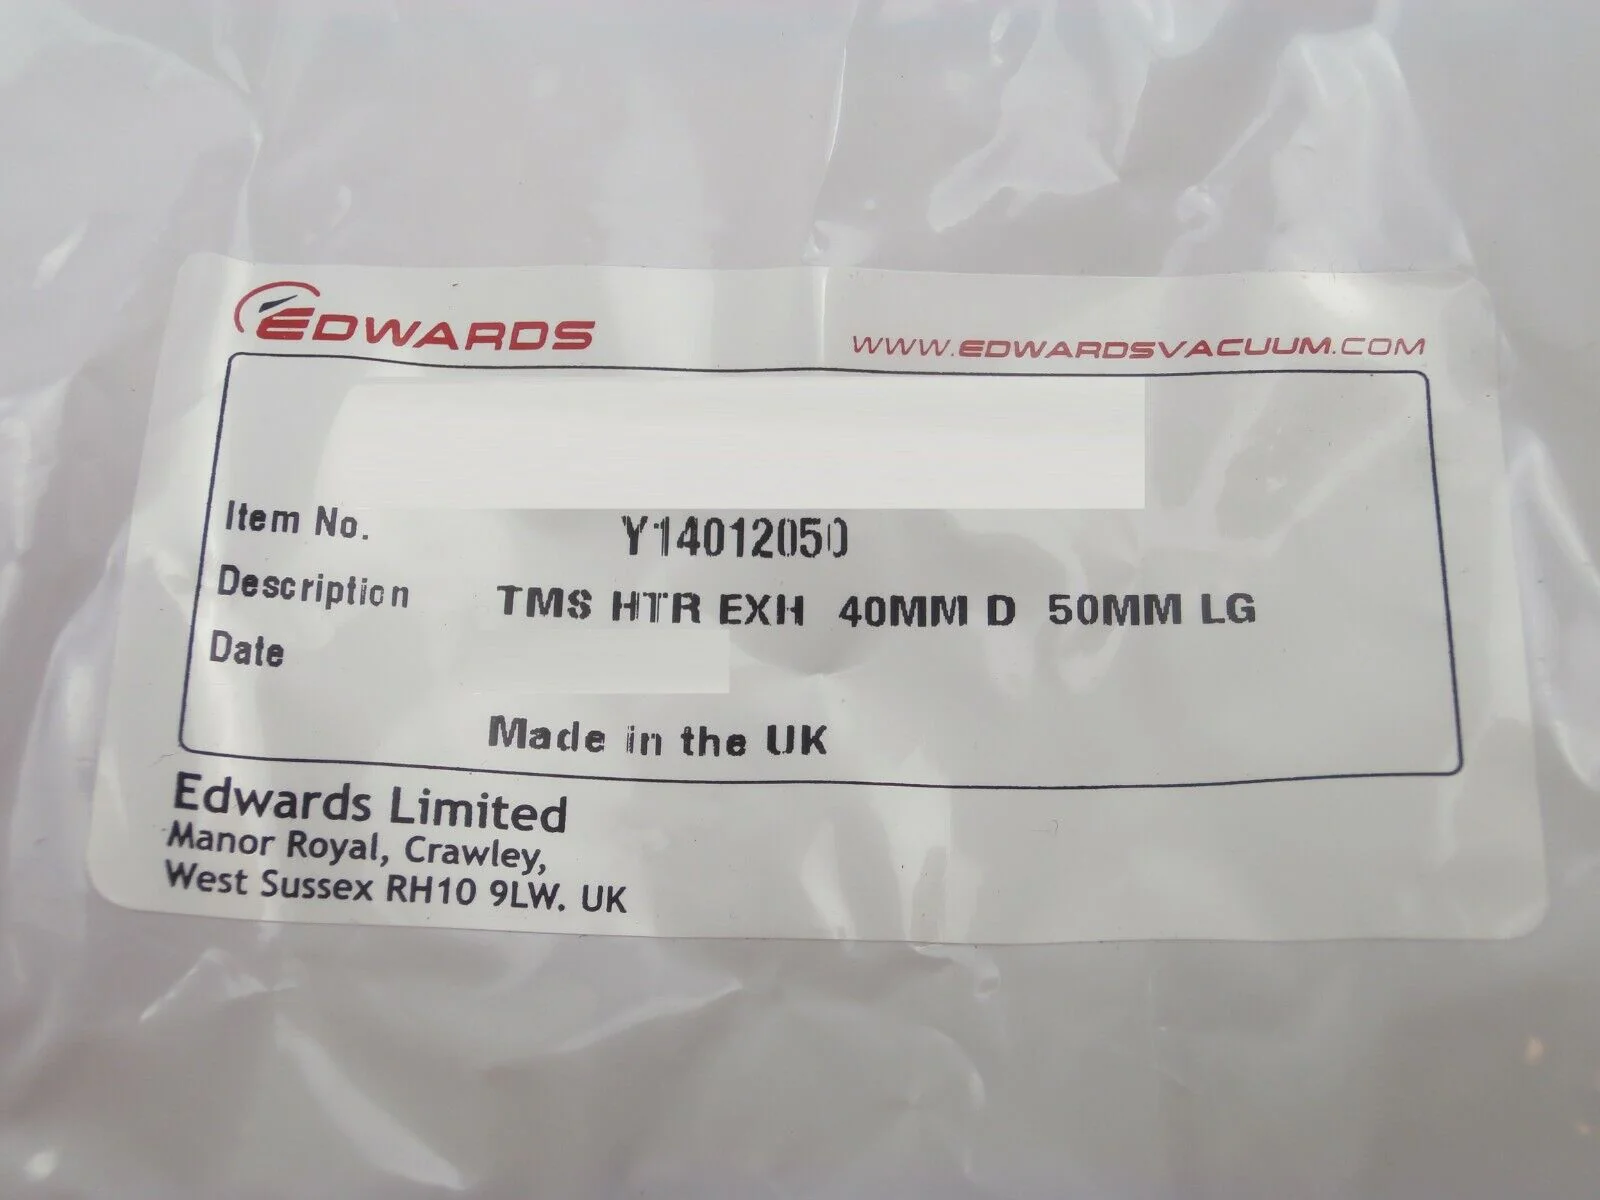 EDWARDS
WWW.EDWARDSVACUUM.COM
Item No. Y14012050
Description TMS HTR EXH 40MM D 50MM LG
Date
Made in the UK
Edwards Limited
Manor Royal, Crawley,
West Sussex RH10 9LW. UK